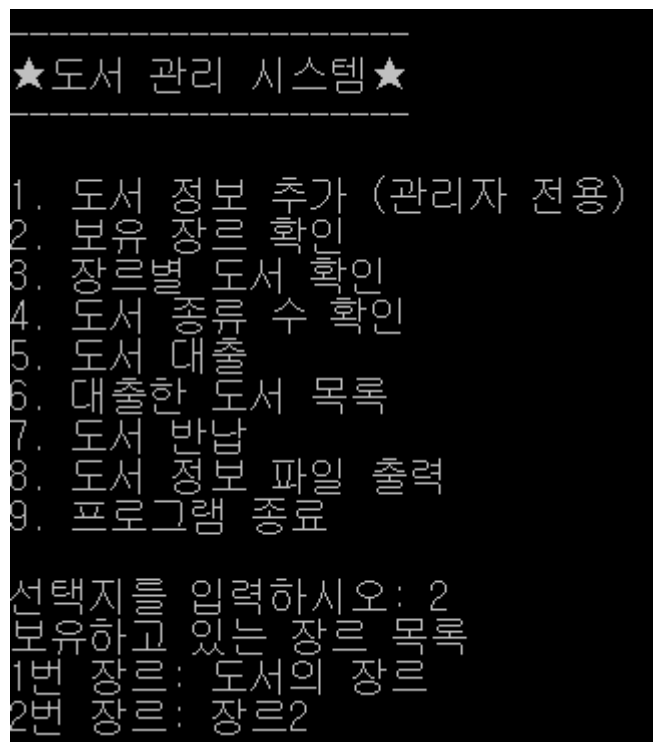 --------------------
★도서 관리 시스템★
--------------------
1. 도서 정보 추가 (관리자 전용)
2. 보유 장르 확인
3. 장르별 도서 확인
4. 도서 종류 수 확인
5. 도서 대출
6. 대출한 도서 목록
7. 도서 반납
8. 도서 정보 파일 출력
9. 프로그램 종료
선택지를 입력하시오: 2
보유하고 있는 장르 목록
1번 장르: 도서의 장르
2번 장르: 장르2